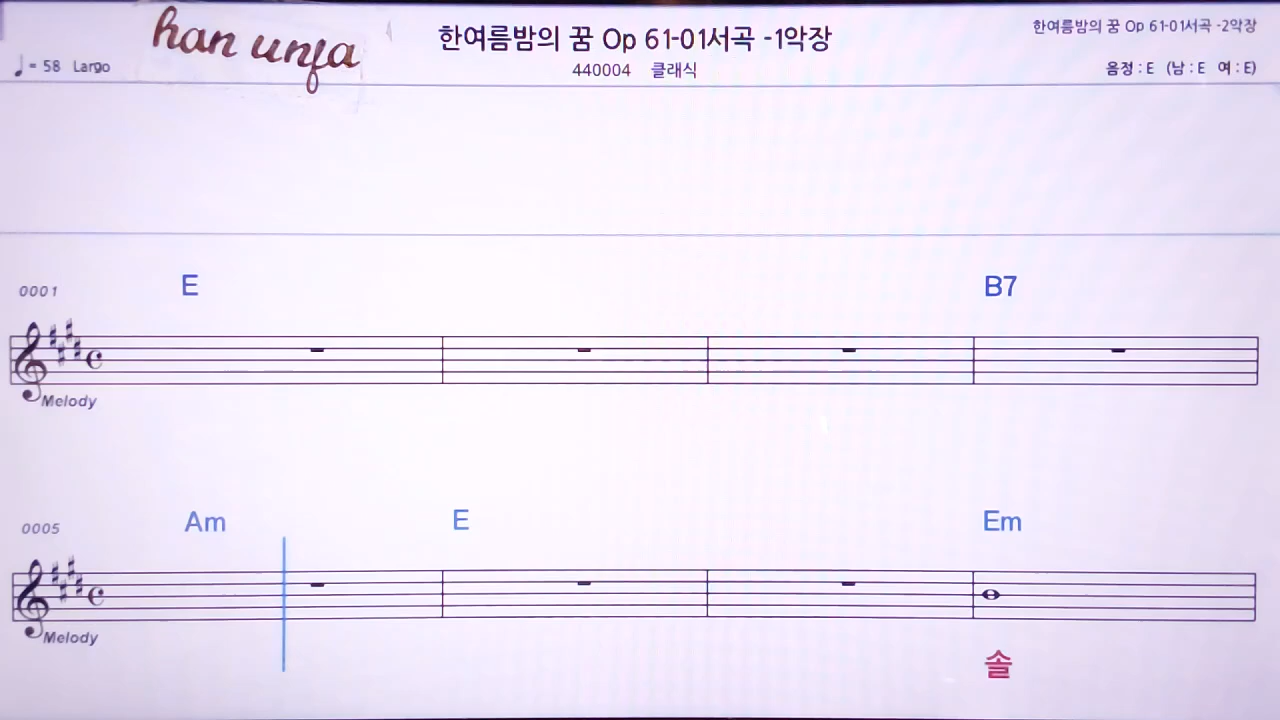 han unfa
한여름밤의 꿈 Op 61-01서곡 -1악장
한여름밤의 꿈 Op 61-01서곡 -2악장
♩= 58 Largo
440004 클래식
음정 : E (남 : E 여 : E)
E B7
0001
Melody
Am E Em
0005
Melody
솔